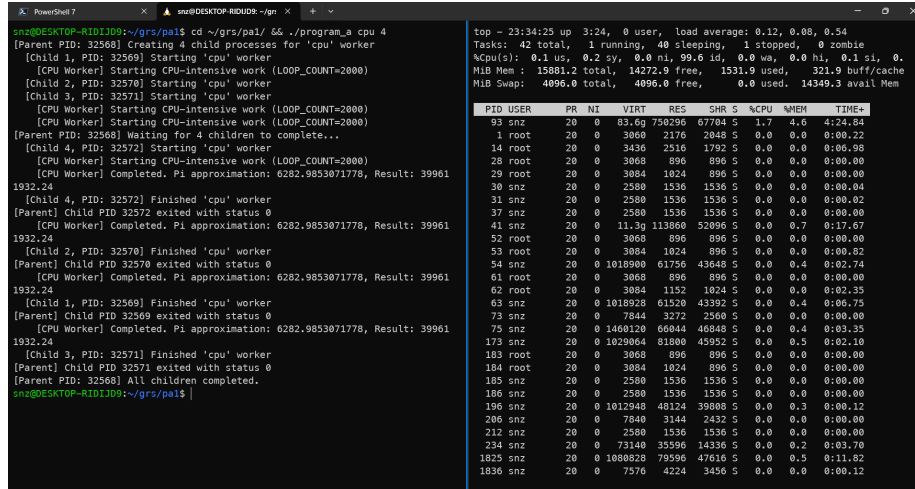 PowerShell 7
snz@DESKTOP-RIDIJD9: ~/grs
snz@DESKTOP-RIDIJD9:~/grs/pa1$ cd ~/grs/pa1/ && ./program_a cpu 4
[Parent PID: 32568] Creating 4 child processes for 'cpu' worker
[Child 1, PID: 32569] Starting 'cpu' worker
[CPU Worker] Starting CPU-intensive work (LOOP_COUNT=2000)
[Child 2, PID: 32570] Starting 'cpu' worker
[Child 3, PID: 32571] Starting 'cpu' worker
[CPU Worker] Starting CPU-intensive work (LOOP_COUNT=2000)
[CPU Worker] Starting CPU-intensive work (LOOP_COUNT=2000)
[Parent PID: 32568] Waiting for 4 children to complete...
[Child 4, PID: 32572] Starting 'cpu' worker
[CPU Worker] Starting CPU-intensive work (LOOP_COUNT=2000)
[CPU Worker] Completed. Pi approximation: 6282.9853071778, Result: 39961
1932.24
[Child 4, PID: 32572] Finished 'cpu' worker
[Parent] Child PID 32572 exited with status 0
[CPU Worker] Completed. Pi approximation: 6282.9853071778, Result: 39961
1932.24
[Child 2, PID: 32570] Finished 'cpu' worker
[Parent] Child PID 32570 exited with status 0
[CPU Worker] Completed. Pi approximation: 6282.9853071778, Result: 39961
1932.24
[Child 1, PID: 32569] Finished 'cpu' worker
[Parent] Child PID 32569 exited with status 0
[CPU Worker] Completed. Pi approximation: 6282.9853071778, Result: 39961
1932.24
[Child 3, PID: 32571] Finished 'cpu' worker
[Parent] Child PID 32571 exited with status 0
[Parent PID: 32568] All children completed.
snz@DESKTOP-RIDIJD9:~/grs/pa1$
top - 23:34:25 up 3:24, 0 user, load average: 0.12, 0.08, 0.54
Tasks: 42 total, 1 running, 40 sleeping, 1 stopped, 0 zombie
%Cpu(s): 0.1 us, 0.2 sy, 0.0 ni, 99.6 id, 0.0 wa, 0.0 hi, 0.1 si, 0.
MiB Mem : 15881.2 total, 14272.9 free, 1531.9 used, 321.9 buff/cache
MiB Swap: 4096.0 total, 4096.0 free, 0.0 used. 14349.3 avail Mem
PID USER PR NI VIRT RES SHR S %CPU %MEM TIME+
93 snz 20 0 83.6g 750296 67704 S 1.7 4.6 4:24.84
1 root 20 0 3060 2176 2048 S 0.0 0.0 0:00.22
14 root 20 0 3436 2516 1792 S 0.0 0.0 0:06.98
28 root 20 0 3068 896 896 S 0.0 0.0 0:00.00
29 root 20 0 3084 1024 896 S 0.0 0.0 0:00.00
30 snz 20 0 2580 1536 1536 S 0.0 0.0 0:00.04
31 snz 20 0 2580 1536 1536 S 0.0 0.0 0:00.02
37 snz 20 0 2580 1536 1536 S 0.0 0.0 0:00.00
41 snz 20 0 11.3g 113860 52096 S 0.0 0.7 0:17.67
52 root 20 0 3068 896 896 S 0.0 0.0 0:00.00
53 root 20 0 3084 1024 896 S 0.0 0.0 0:00.82
54 snz 20 0 1018900 61756 43648 S 0.0 0.4 0:02.74
61 root 20 0 3068 896 896 S 0.0 0.0 0:00.00
62 root 20 0 3084 1152 1024 S 0.0 0.0 0:02.35
63 snz 20 0 1018928 61520 43392 S 0.0 0.4 0:06.75
73 snz 20 0 7844 3272 2560 S 0.0 0.0 0:00.00
75 snz 20 0 1460120 66044 46848 S 0.0 0.4 0:03.35
173 snz 20 0 1029064 81800 45952 S 0.0 0.5 0:02.10
183 root 20 0 3068 896 896 S 0.0 0.0 0:00.00
184 root 20 0 3084 1024 896 S 0.0 0.0 0:00.00
185 snz 20 0 2580 1536 1536 S 0.0 0.0 0:00.00
186 snz 20 0 2580 1536 1536 S 0.0 0.0 0:00.00
196 snz 20 0 1012948 48124 39808 S 0.0 0.3 0:00.12
206 snz 20 0 7840 3144 2432 S 0.0 0.0 0:00.00
212 snz 20 0 2580 1536 1536 S 0.0 0.0 0:00.00
234 snz 20 0 73140 35596 14336 S 0.0 0.2 0:03.70
1825 snz 20 0 1080828 79596 47616 S 0.0 0.5 0:11.82
1836 snz 20 0 7576 4224 3456 S 0.0 0.0 0:00.12